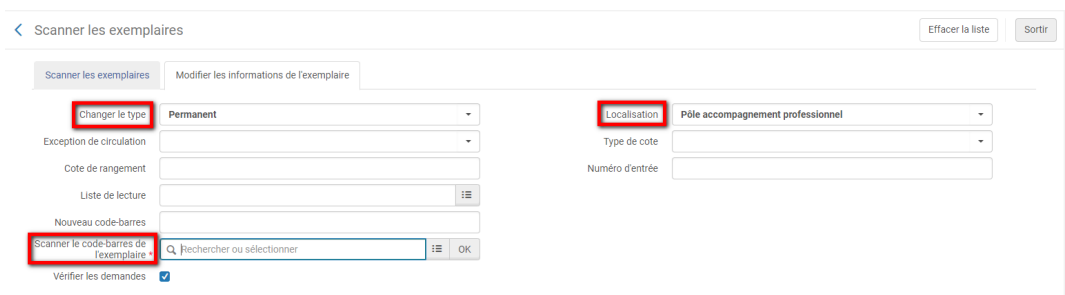 Scanner les exemplaires
Effacer la liste
Sortir
Scanner les exemplaires
Modifier les informations de l'exemplaire
Changer le type
Permanent
Localisation
Pôle accompagnement professionnel
Exception de circulation
Type de cote
Cote de rangement
Numéro d'entrée
Liste de lecture
Nouveau code-barres
Scanner le code-barres de
l'exemplaire *
Rechercher ou sélectionner
OK
Vérifier les demandes